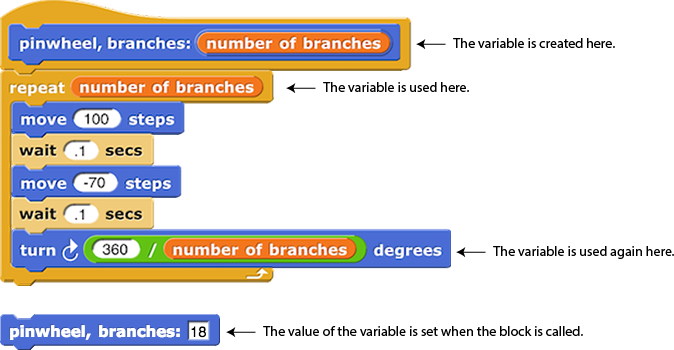 pinwheel, branches: number of branches
The variable is created here.
repeat number of branches
The variable is used here.
move 100 steps
wait .1 secs
move -70 steps
wait .1 secs
turn 360 / number of branches degrees
The variable is used again here.
pinwheel, branches: 18
The value of the variable is set when the block is called.